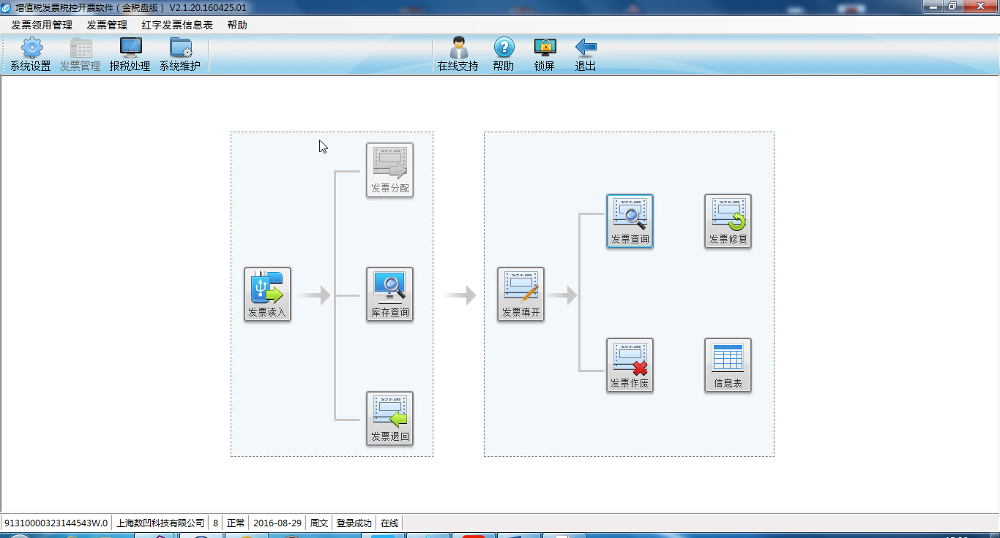 增值税发票税控开票软件（金税盘版） V2.1.20.160425.01
发票领用管理 发票管理 红字发票信息表 帮助
系统设置 发票管理 报税处理 系统维护 在线支持 帮助 锁屏 退出
发票分配
发票查询 发票修复
发票读入 库存查询 发票填开
发票作废 信息表
发票退回
91310000323144543W.0 上海数凹科技有限公司 8 正常 2016-08-29 周文 登录成功 在线